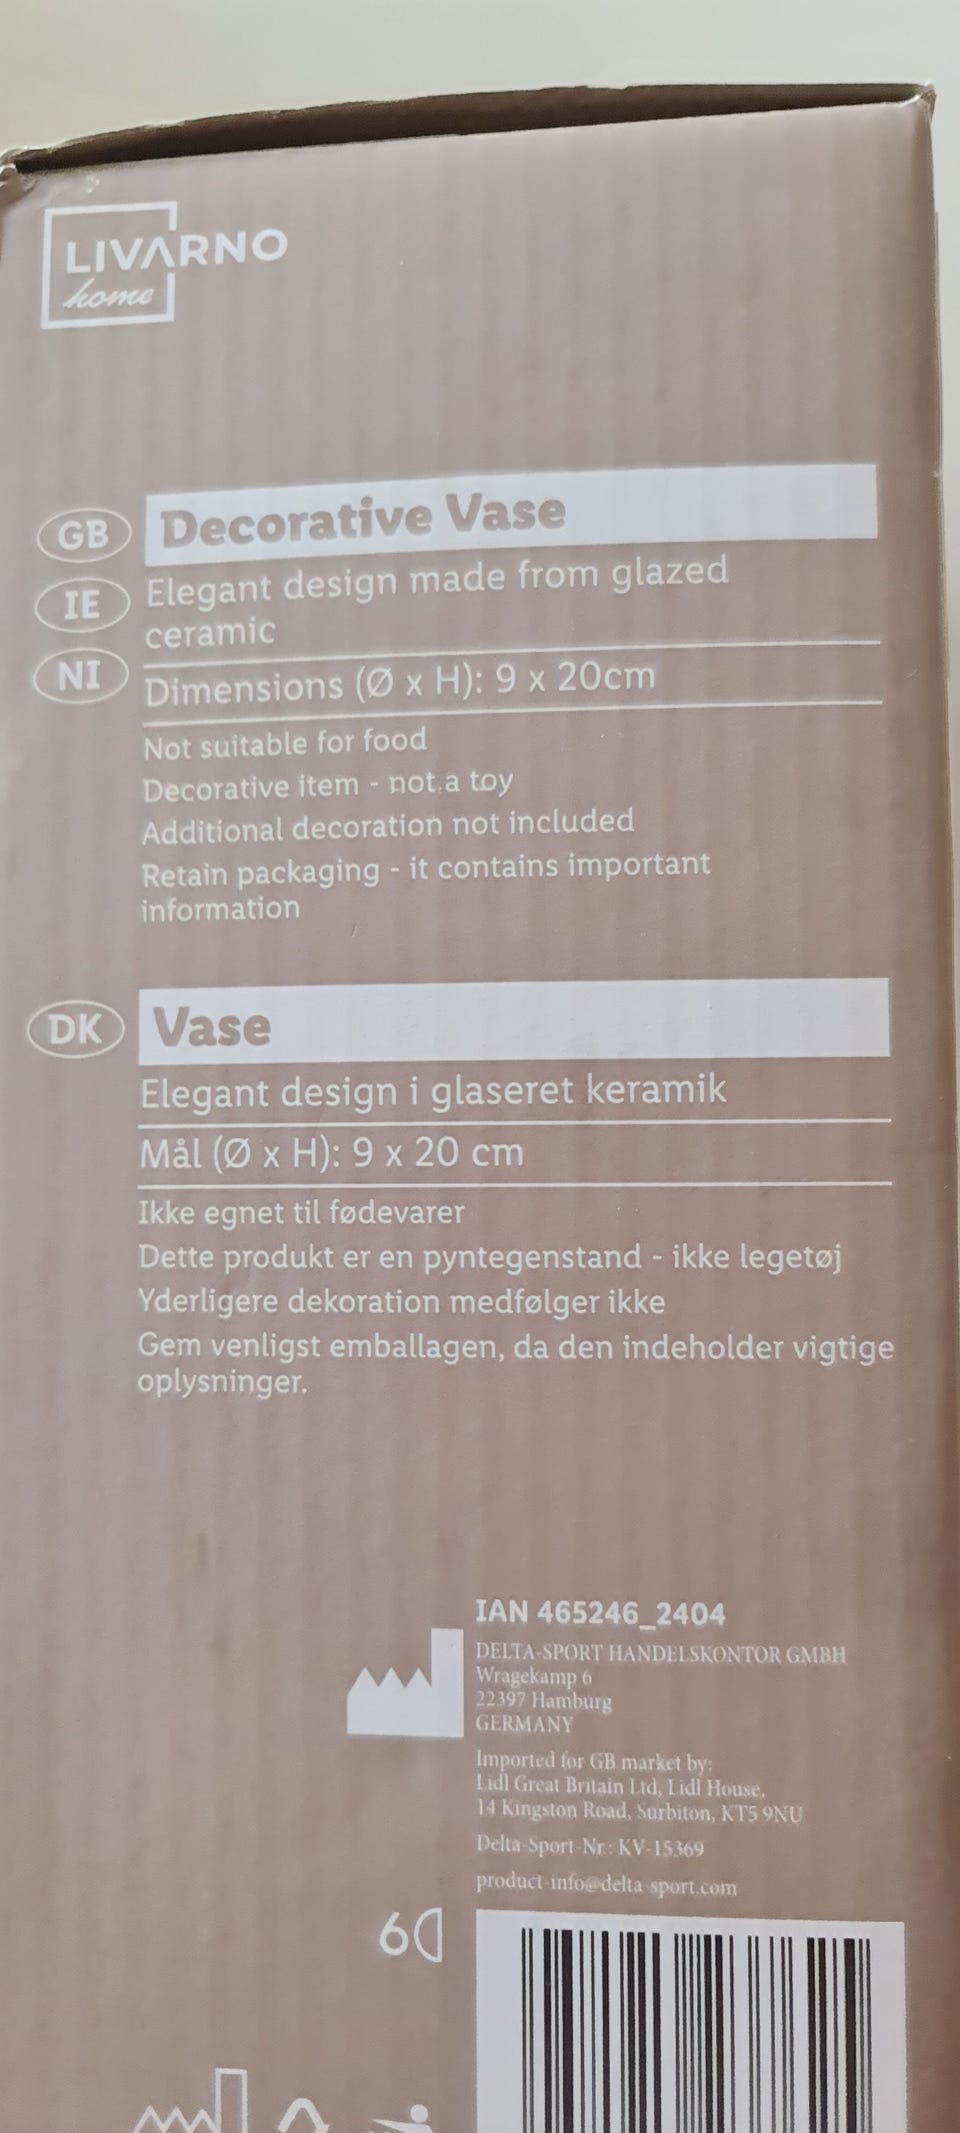 LIVARNO
home
GB
Decorative Vase
IE
Elegant design made from glazed
ceramic
NI
Dimensions (Ø x H): 9 x 20cm
Not suitable for food
Decorative item - not a toy
Additional decoration not included
Retain packaging - it contains important
information
DK
Vase
Elegant design i glaseret keramik
Mål (Ø x H): 9 x 20 cm
Ikke egnet til fødevarer
Dette produkt er en pyntegenstand - ikke legetøj
Yderligere dekoration medfølger ikke
Gem venligst emballagen, da den indeholder vigtige
oplysninger.
IAN 465246_2404
DELTA-SPORT HANDELSKONTOR GMBH
Wragekamp 6
22397 Hamburg
GERMANY
Imported for GB market by:
Lidl Great Britain Ltd, Lidl House,
14 Kingston Road, Surbiton, KT5 9NU
Delta-Sport-Nr.: KV-15369
product-info@delta-sport.com
6